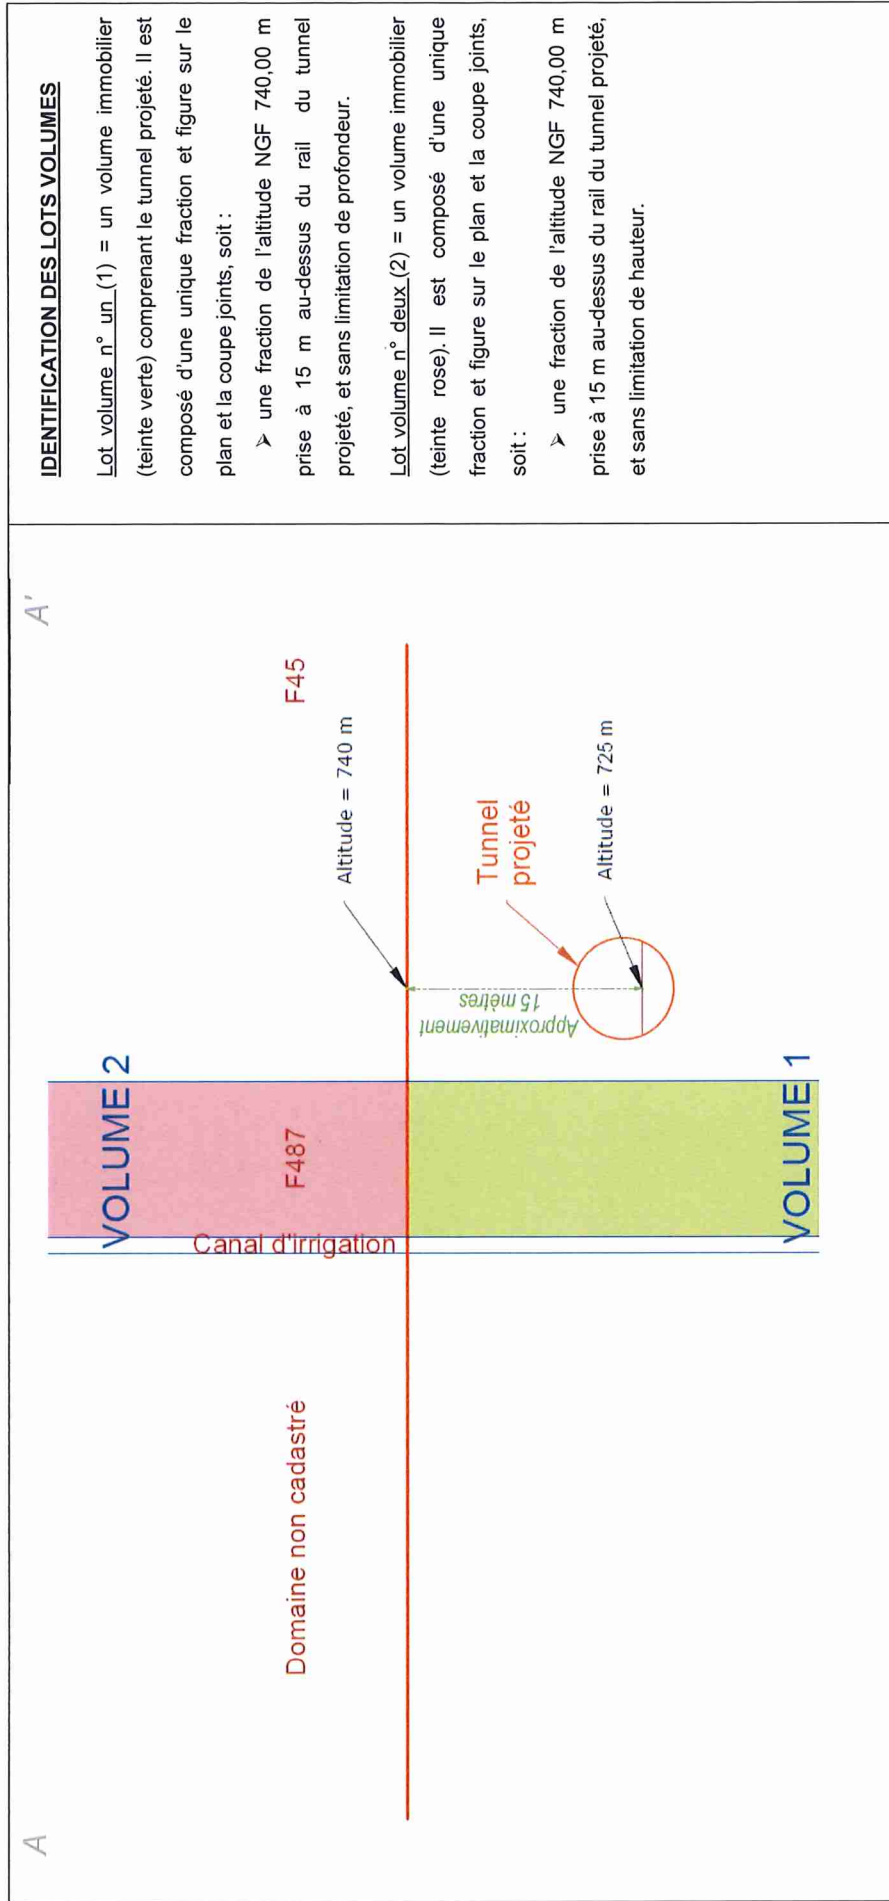 A
A'
VOLUME 2
Canal d'irrigation
Domaine non cadastré
F487
F45
Altitude = 740 m
Approximativement
15 mètres
Tunnel
projeté
Altitude = 725 m
VOLUME 1
IDENTIFICATION DES LOTS VOLUMES
Lot volume n° un (1) = un volume immobilier
(teinte verte) comprenant le tunnel projeté. Il est
composé d'une unique fraction et figure sur le
plan et la coupe joints, soit :
➢ une fraction de l'altitude NGF 740,00 m
prise à 15 m au-dessus du rail du tunnel
projeté, et sans limitation de profondeur.
Lot volume n° deux (2) = un volume immobilier
(teinte rose). Il est composé d'une unique
fraction et figure sur le plan et la coupe joints,
soit :
➢ une fraction de l'altitude NGF 740,00 m
prise à 15 m au-dessus du rail du tunnel projeté,
et sans limitation de hauteur.